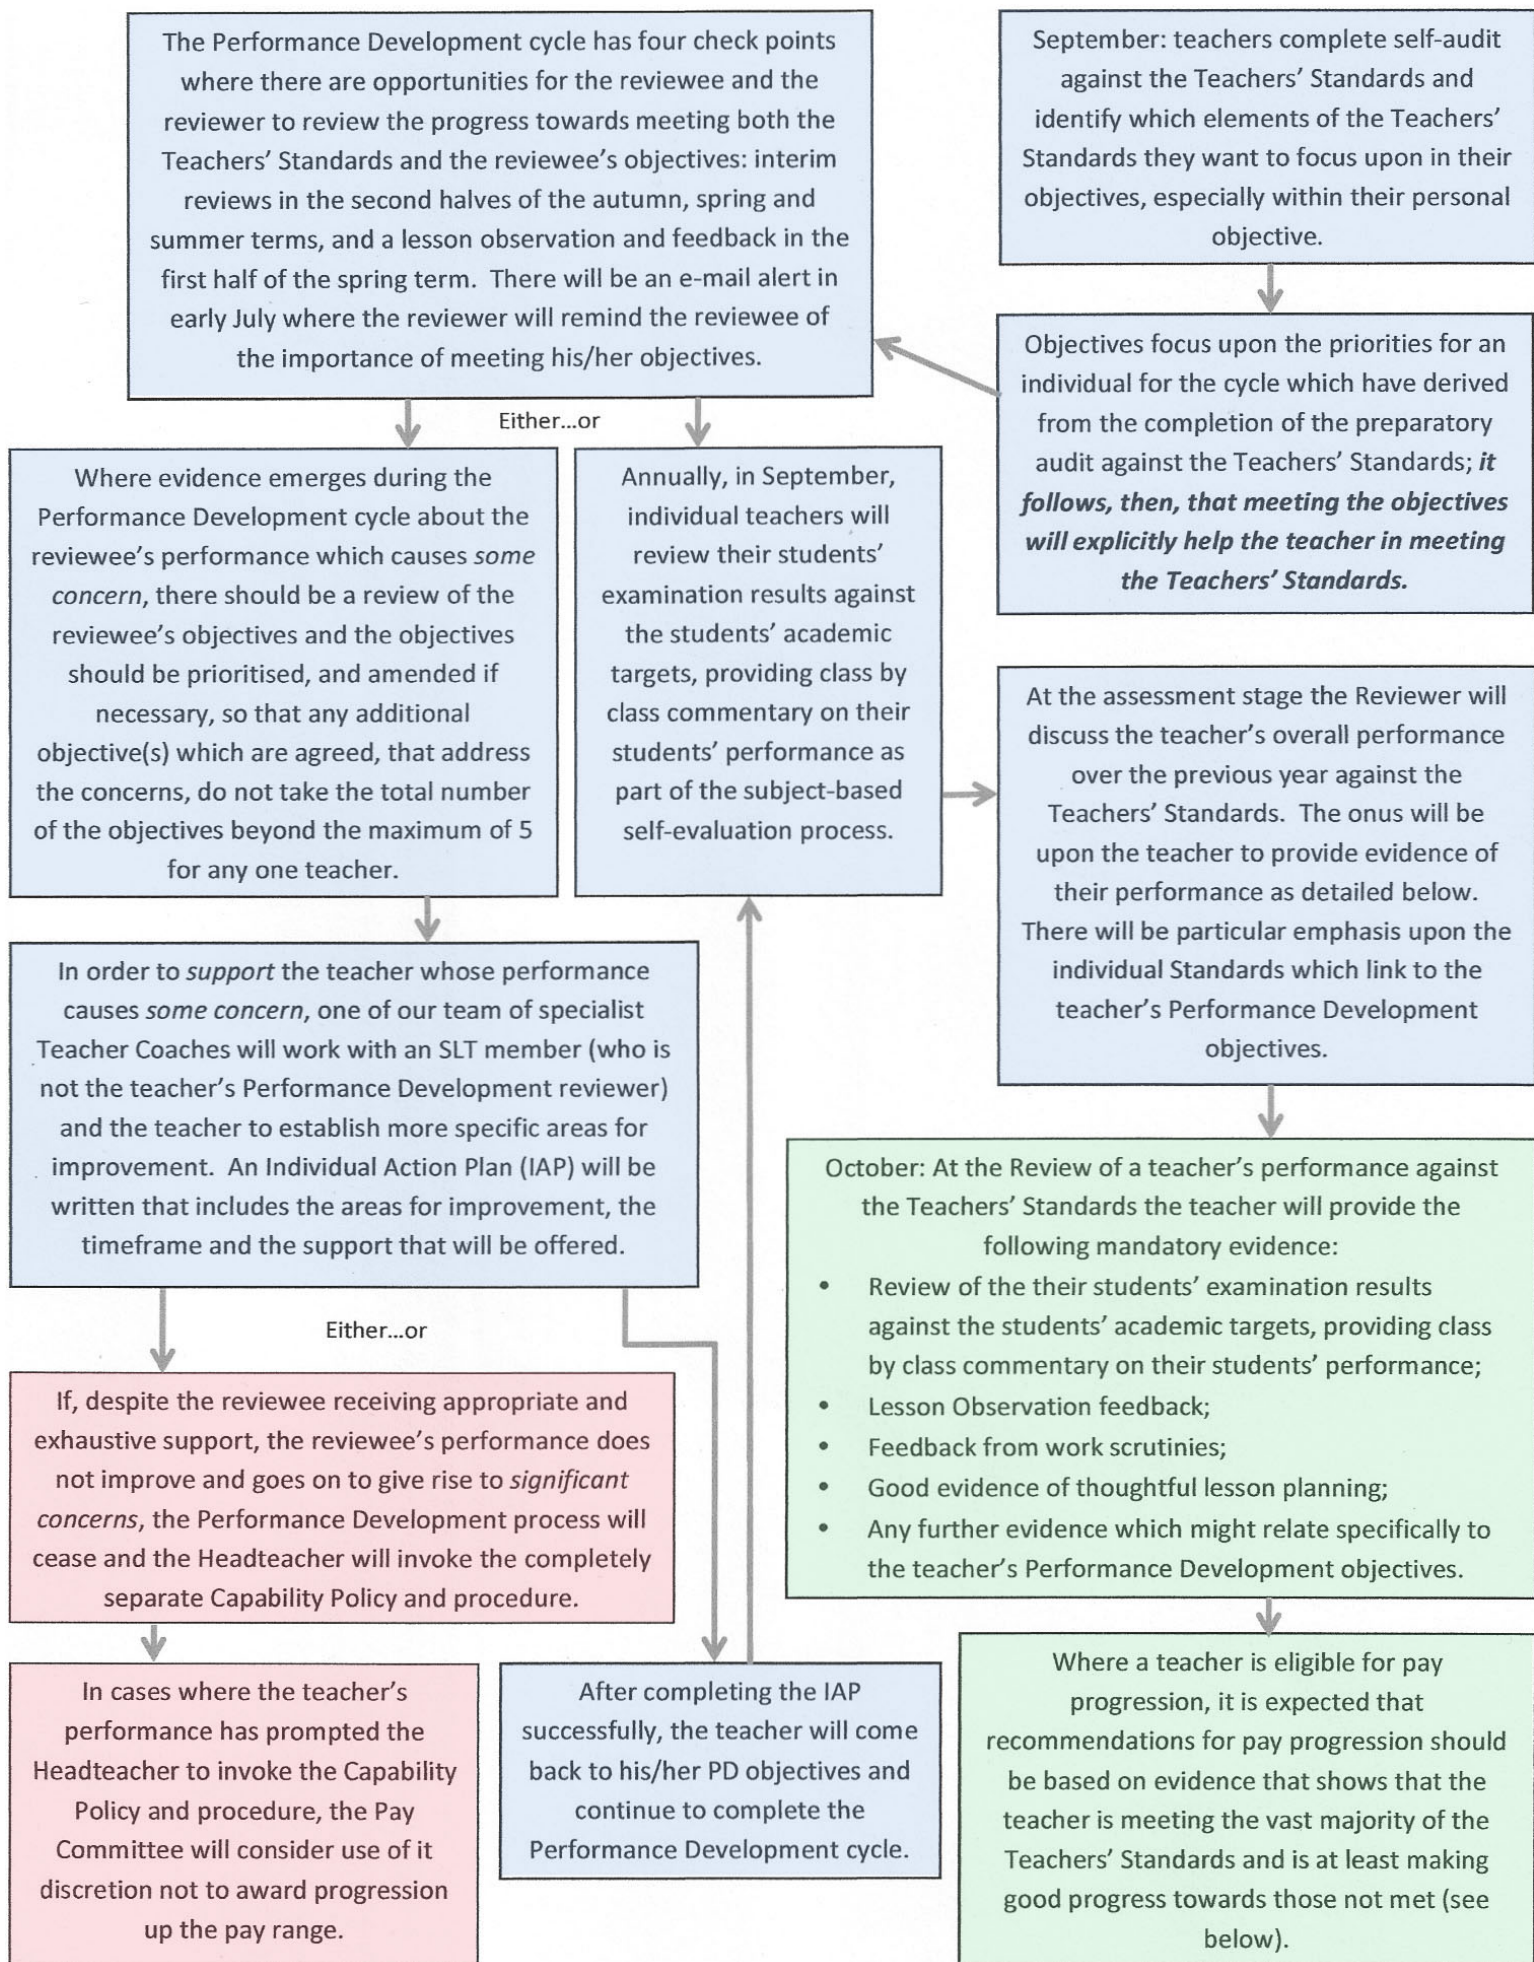 The Performance Development cycle has four check points
where there are opportunities for the reviewee and the
reviewer to review the progress towards meeting both the
Teachers' Standards and the reviewee's objectives: interim
reviews in the second halves of the autumn, spring and
summer terms, and a lesson observation and feedback in the
first half of the spring term. There will be an e-mail alert in
early July where the reviewer will remind the reviewee of
the importance of meeting his/her objectives.
September: teachers complete self-audit
against the Teachers' Standards and
identify which elements of the Teachers'
Standards they want to focus upon in their
objectives, especially within their personal
objective.
Objectives focus upon the priorities for an
individual for the cycle which have derived
from the completion of the preparatory
audit against the Teachers' Standards; it
follows, then, that meeting the objectives
will explicitly help the teacher in meeting
the Teachers' Standards.
Either...or
Where evidence emerges during the
Performance Development cycle about the
reviewee's performance which causes some
concern, there should be a review of the
reviewee's objectives and the objectives
should be prioritised, and amended if
necessary, so that any additional
objective(s) which are agreed, that address
the concerns, do not take the total number
of the objectives beyond the maximum of 5
for any one teacher.
Annually, in September,
individual teachers will
review their students'
examination results against
the students' academic
targets, providing class by
class commentary on their
students' performance as
part of the subject-based
self-evaluation process.
At the assessment stage the Reviewer will
discuss the teacher's overall performance
over the previous year against the
Teachers' Standards. The onus will be
upon the teacher to provide evidence of
their performance as detailed below.
There will be particular emphasis upon the
individual Standards which link to the
teacher's Performance Development
objectives.
In order to support the teacher whose performance
causes some concern, one of our team of specialist
Teacher Coaches will work with an SLT member (who is
not the teacher's Performance Development reviewer)
and the teacher to establish more specific areas for
improvement. An Individual Action Plan (IAP) will be
written that includes the areas for improvement, the
timeframe and the support that will be offered.
October: At the Review of a teacher's performance against
the Teachers' Standards the teacher will provide the
following mandatory evidence:
• Review of the their students' examination results
against the students' academic targets, providing class
by class commentary on their students' performance;
• Lesson Observation feedback;
• Feedback from work scrutinies;
• Good evidence of thoughtful lesson planning;
• Any further evidence which might relate specifically to
the teacher's Performance Development objectives.
Either...or
If, despite the reviewee receiving appropriate and
exhaustive support, the reviewee's performance does
not improve and goes on to give rise to significant
concerns, the Performance Development process will
cease and the Headteacher will invoke the completely
separate Capability Policy and procedure.
In cases where the teacher's
performance has prompted the
Headteacher to invoke the Capability
Policy and procedure, the Pay
Committee will consider use of it
discretion not to award progression
up the pay range.
After completing the IAP
successfully, the teacher will come
back to his/her PD objectives and
continue to complete the
Performance Development cycle.
Where a teacher is eligible for pay
progression, it is expected that
recommendations for pay progression should
be based on evidence that shows that the
teacher is meeting the vast majority of the
Teachers' Standards and is at least making
good progress towards those not met (see
below).